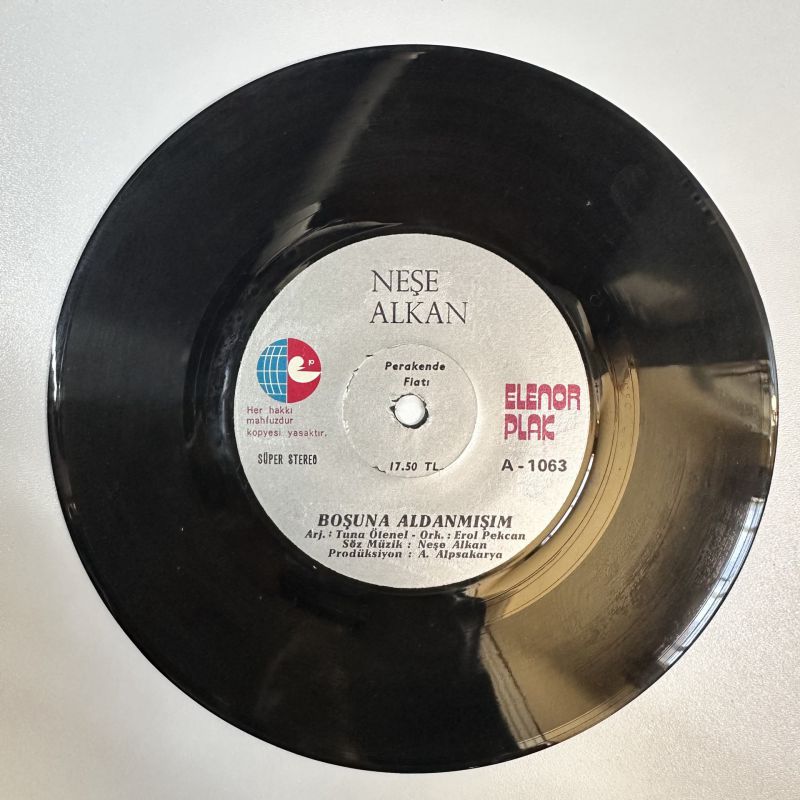 NEŞE
ALKAN
Perakende
Fiatı
17.50 TL.
Her hakkı
mahfuzdur
kopyesi yasaktır.
SÜPER STEREO
ELENOR
PLAK
A - 1063
BOŞUNA ALDANMIŞIM
Arj. : Tuna Ötenel - Ork. : Erol Pekcan
Söz Müzik : Neşe Alkan
Prodüksiyon : A. Alpsakarya